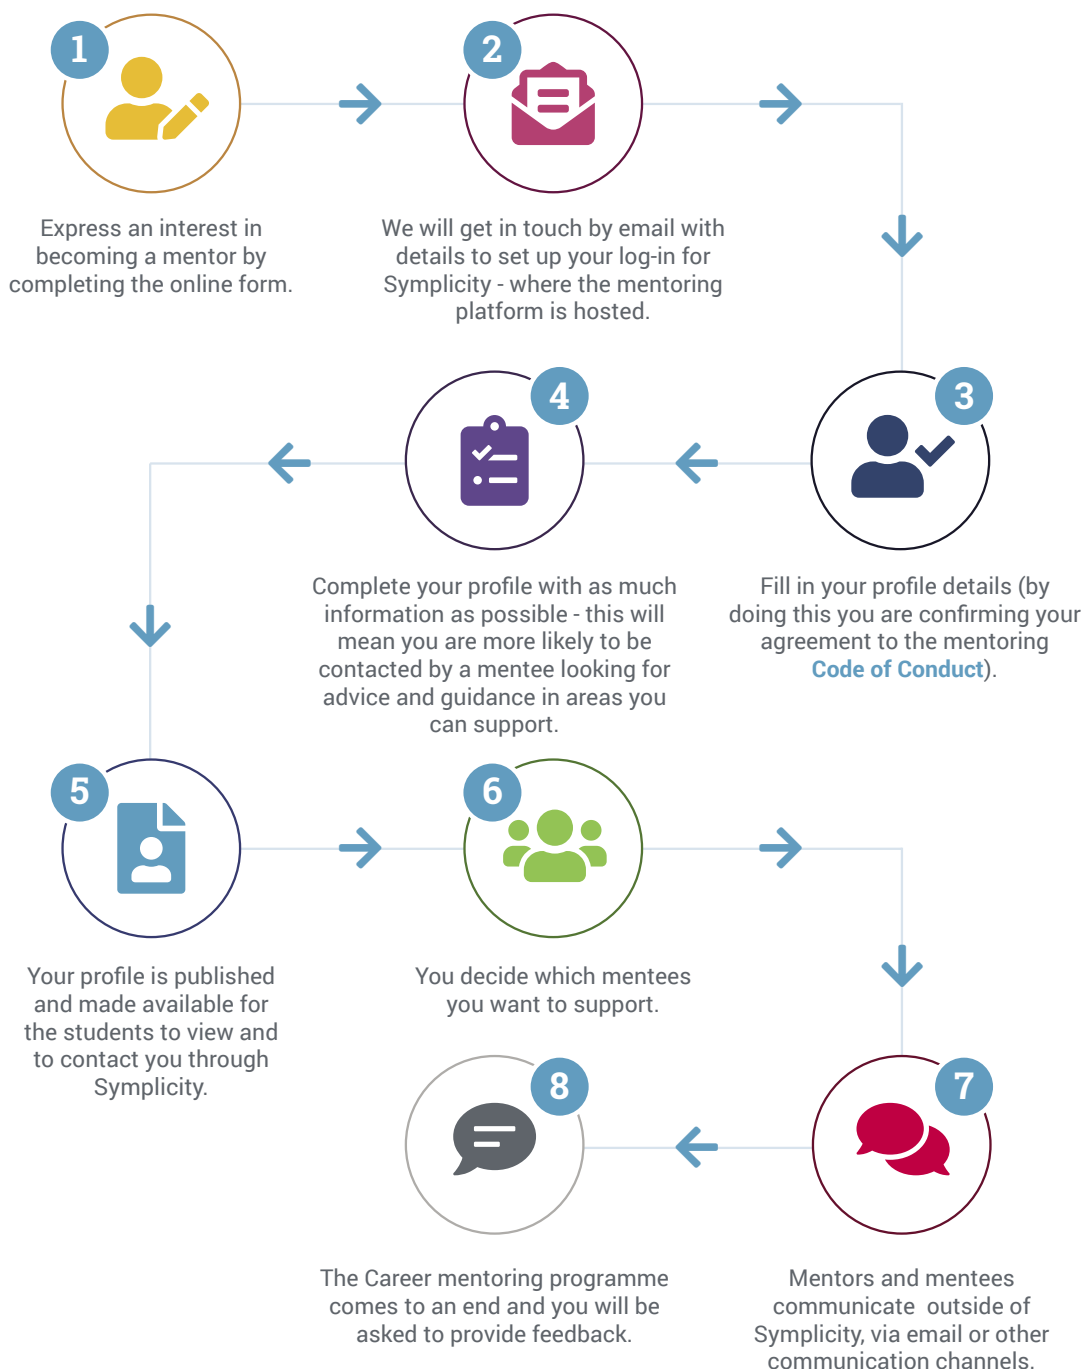 1
Express an interest in
becoming a mentor by
completing the online form.
2
We will get in touch by email with
details to set up your log-in for
Symplicity - where the mentoring
platform is hosted.
3
Fill in your profile details (by
doing this you are confirming your
agreement to the mentoring
Code of Conduct).
4
Complete your profile with as much
information as possible - this will
mean you are more likely to be
contacted by a mentee looking for
advice and guidance in areas you
can support.
5
Your profile is published
and made available for
the students to view and
to contact you through
Symplicity.
6
You decide which mentees
you want to support.
7
Mentors and mentees
communicate  outside of
Symplicity, via email or other
communication channels.
8
The Career mentoring programme
comes to an end and you will be
asked to provide feedback.